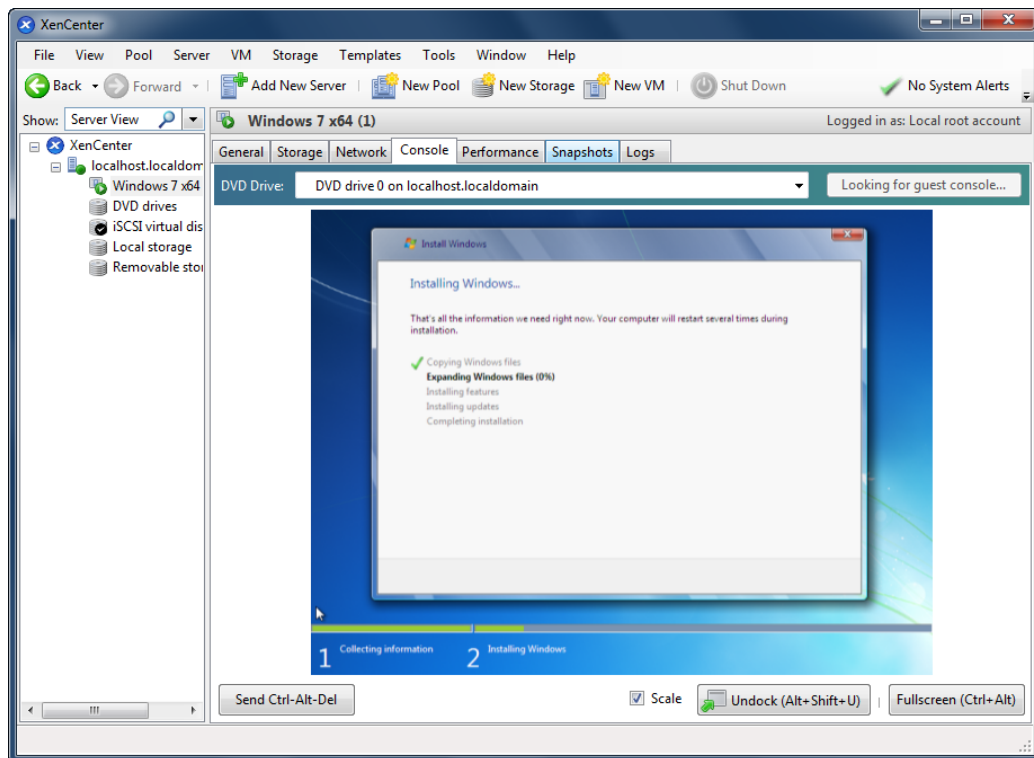 XenCenter
File View Pool Server VM Storage Templates Tools Window Help
Back Forward Add New Server New Pool New Storage New VM Shut Down No System Alerts
Show: Server View Windows 7 x64 (1) Logged in as: Local root account
XenCenter
localhost.localdom
Windows 7 x64
DVD drives
iSCSI virtual dis
Local storage
Removable stor
General Storage Network Console Performance Snapshots Logs
DVD Drive: DVD drive 0 on localhost.localdomain Looking for guest console...
Install Windows
Installing Windows...
That's all the information we need right now. Your computer will restart several times during
installation.
Copying Windows files
Expanding Windows files (0%)
Installing features
Installing updates
Completing installation
1 Collecting information 2 Installing Windows
Send Ctrl-Alt-Del Scale Undock (Alt+Shift+U) Fullscreen (Ctrl+Alt)